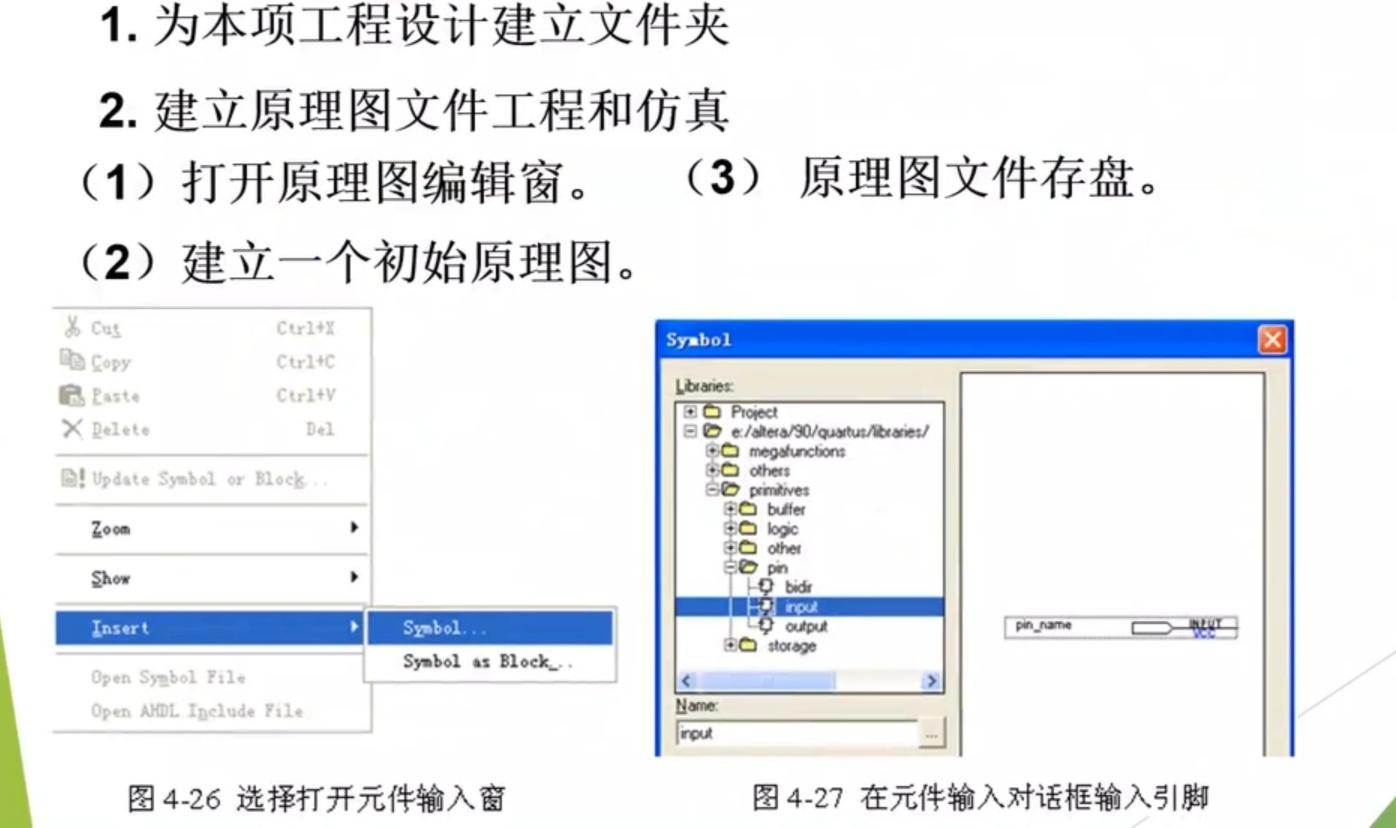 1. 为本项工程设计建立文件夹
2. 建立原理图文件工程和仿真
（1）打开原理图编辑窗。 （3） 原理图文件存盘。
（2）建立一个初始原理图。
Cut Ctrl+X
Copy Ctrl+C
Paste Ctrl+V
Delete Del
Update Symbol or Block...
Zoom
Show
Insert
Symbol...
Symbol as Block...
Open Symbol File
Open AHDL Include File
图 4-26 选择打开元件输入窗
Symbol
Libraries:
Project
e:/altera/90/quartus/libraries/
megafunctions
others
primitives
buffer
logic
other
pin
bidir
input
output
storage
Name:
input
...
pin_name INPUT
VCC
图 4-27 在元件输入对话框输入引脚